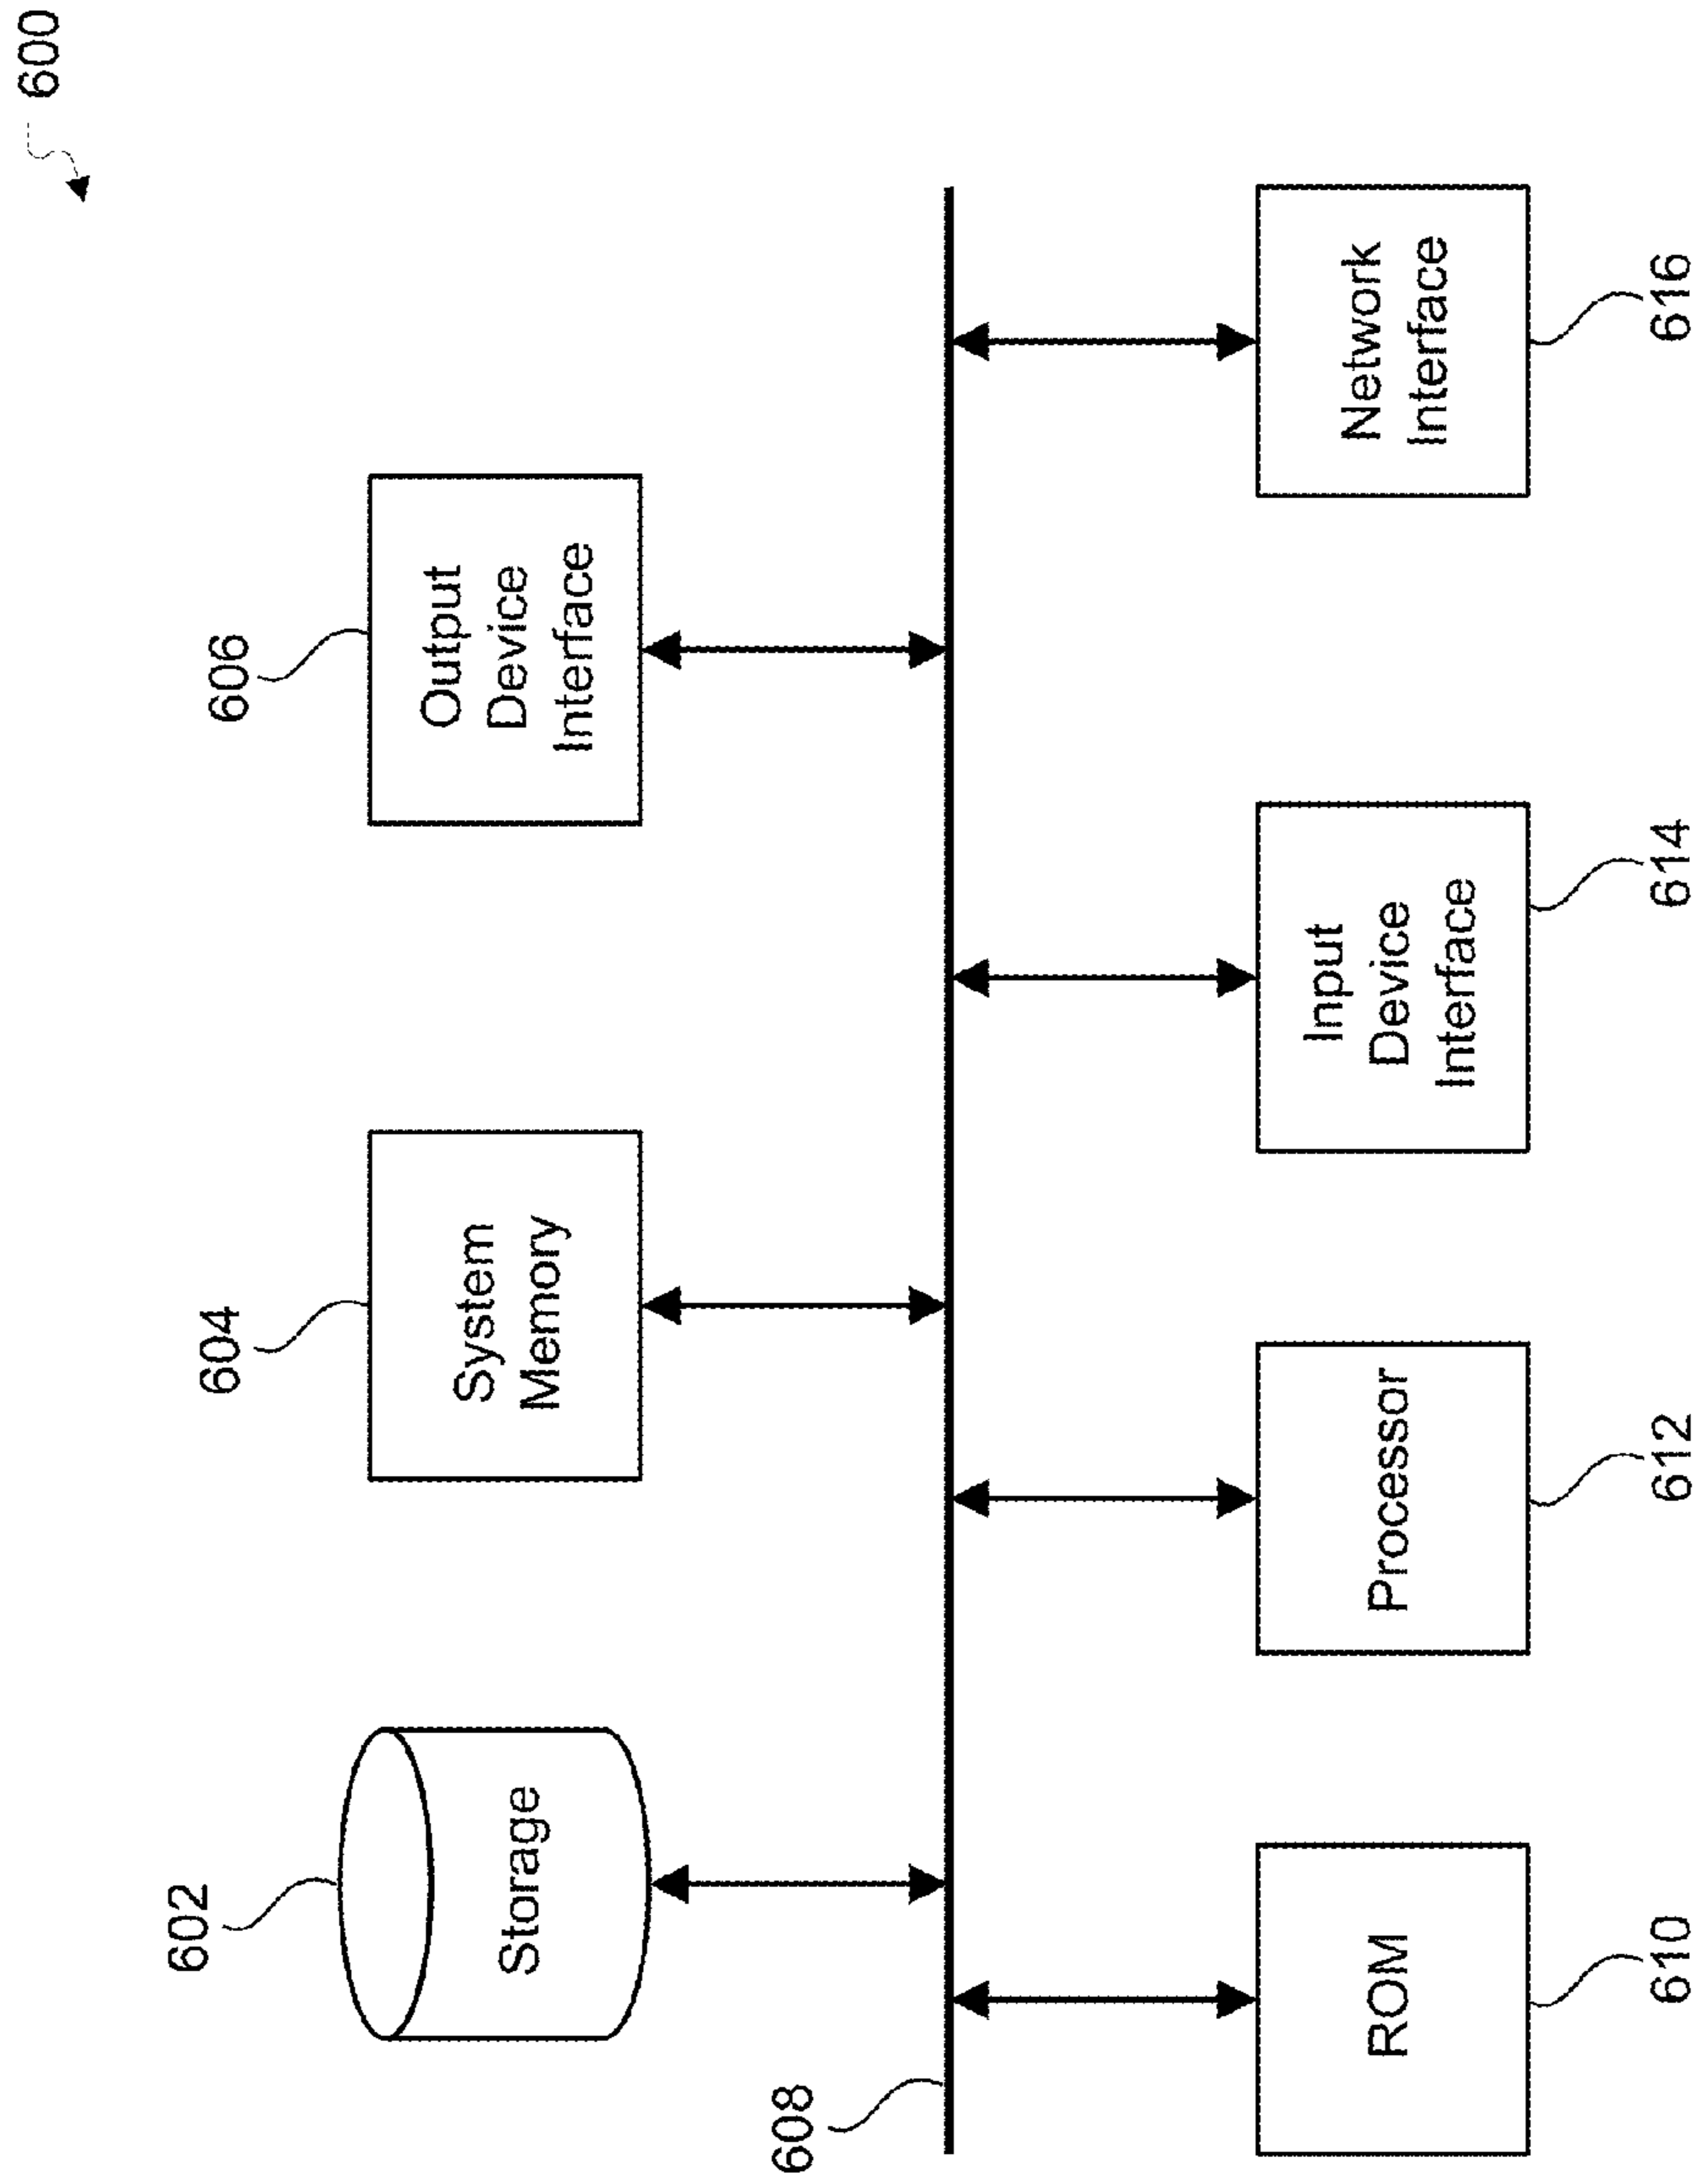 600
602
604
606
Storage
System
Memory
Output
Device
Interface
608
ROM
Processor
Input
Device
Interface
Network
Interface
610
612
614
616